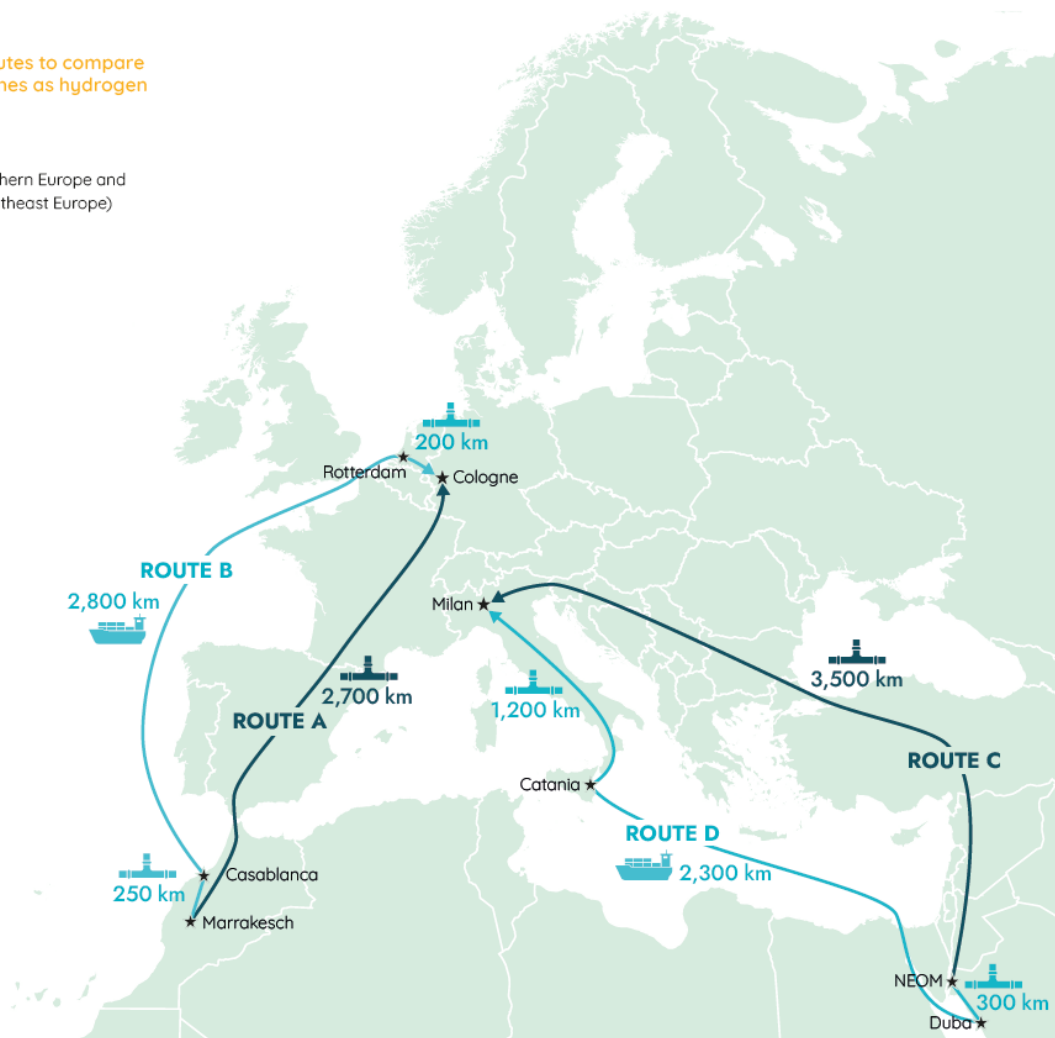 utes to compare
nes as hydrogen
hern Europe and
theast Europe)
200 km
Rotterdam
Cologne
ROUTE B
2,800 km
Milan
3,500 km
2,700 km
1,200 km
ROUTE A
ROUTE C
Catania
ROUTE D
2,300 km
Casablanca
250 km
Marrakesch
NEOM
300 km
Duba